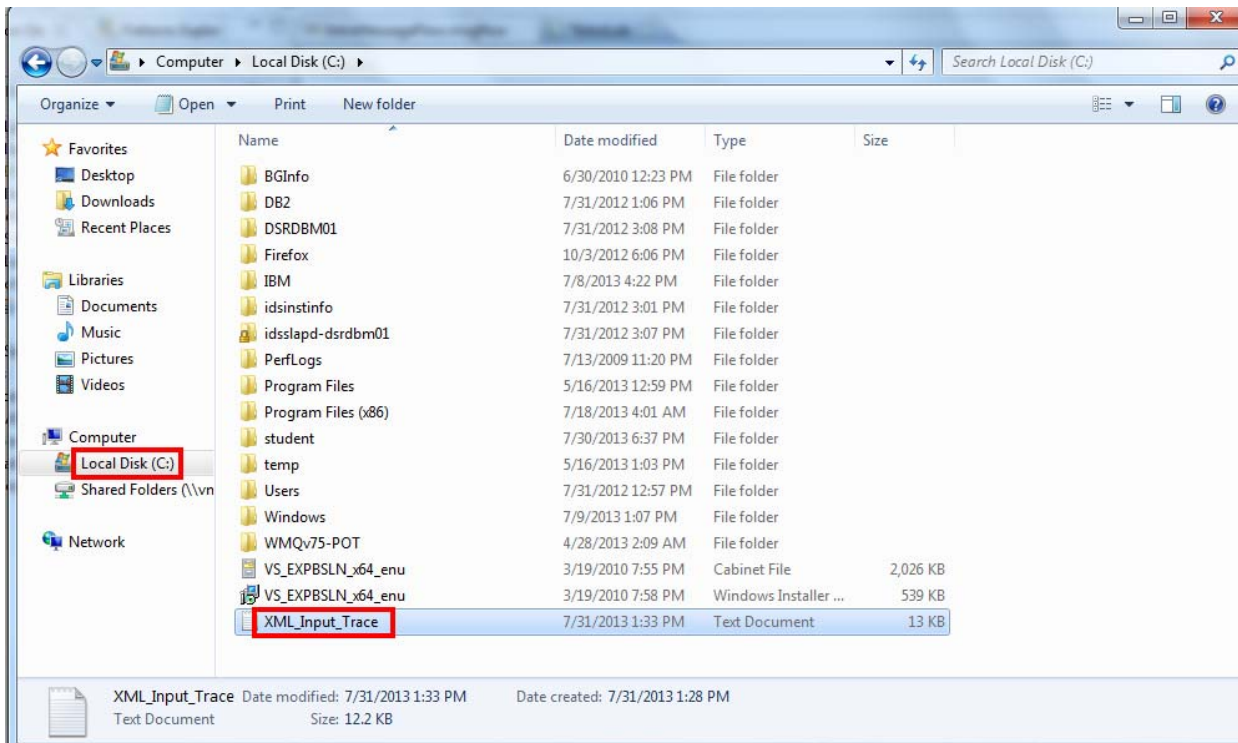 Computer ▸ Local Disk (C:) ▸
Search Local Disk (C:)
Organize Open Print New folder
Favorites
Desktop
Downloads
Recent Places
Libraries
Documents
Music
Pictures
Videos
Computer
Local Disk (C:)
Shared Folders (\\vn
Network
Name Date modified Type Size
BGInfo 6/30/2010 12:23 PM File folder
DB2 7/31/2012 1:06 PM File folder
DSRDBM01 7/31/2012 3:08 PM File folder
Firefox 10/3/2012 6:06 PM File folder
IBM 7/8/2013 4:22 PM File folder
idsinstinfo 7/31/2012 3:01 PM File folder
idsslapd-dsrdbm01 7/31/2012 3:07 PM File folder
PerfLogs 7/13/2009 11:20 PM File folder
Program Files 5/16/2013 12:59 PM File folder
Program Files (x86) 7/18/2013 4:01 AM File folder
student 7/30/2013 6:37 PM File folder
temp 5/16/2013 1:03 PM File folder
Users 7/31/2012 12:57 PM File folder
Windows 7/9/2013 1:07 PM File folder
WMQv75-POT 4/28/2013 2:09 AM File folder
VS_EXPBSLN_x64_enu 3/19/2010 7:55 PM Cabinet File 2,026 KB
VS_EXPBSLN_x64_enu 3/19/2010 7:58 PM Windows Installer ... 539 KB
XML_Input_Trace 7/31/2013 1:33 PM Text Document 13 KB
XML_Input_Trace Date modified: 7/31/2013 1:33 PM Date created: 7/31/2013 1:28 PM
Text Document Size: 12.2 KB